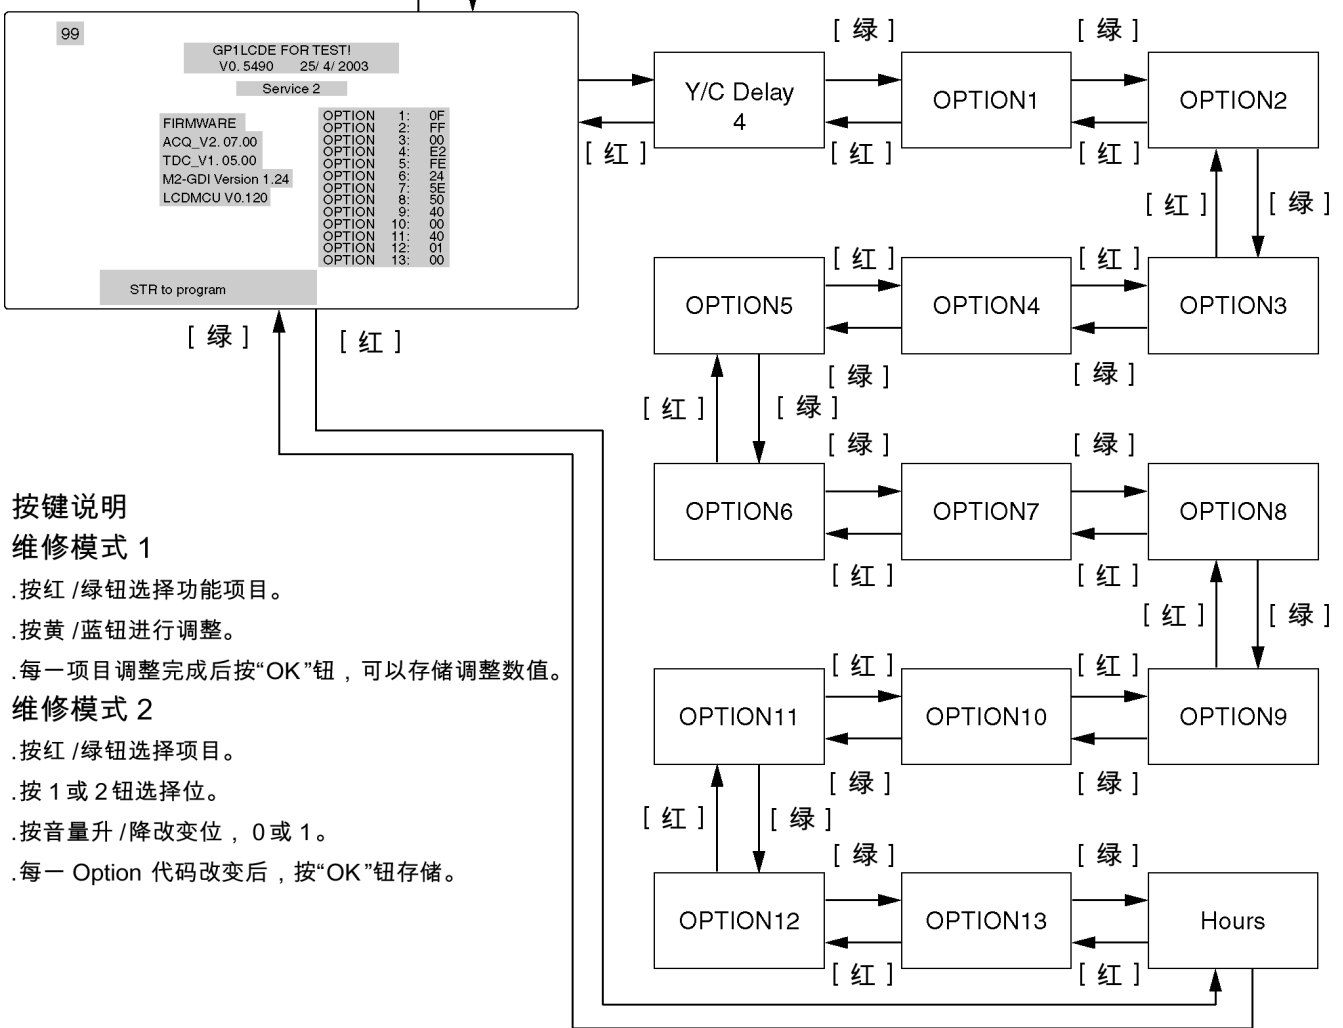 99
GP1LCDE FOR TEST!
V0. 5490 25/ 4/ 2003
Service 2
FIRMWARE
ACQ_V2. 07.00
TDC_V1. 05.00
M2-GDI Version 1.24
LCDMCU V0.120
OPTION 1: 0F
OPTION 2: FF
OPTION 3: 00
OPTION 4: E2
OPTION 5: FE
OPTION 6: 24
OPTION 7: 5E
OPTION 8: 50
OPTION 9: 40
OPTION 10: 00
OPTION 11: 40
OPTION 12: 01
OPTION 13: 00
STR to program
[ 绿 ] [ 红 ]
[ 绿 ] [ 绿 ]
Y/C Delay
4
OPTION1
OPTION2
[ 红 ] [ 红 ] [ 红 ]
[ 红 ] [ 绿 ]
[ 红 ] [ 红 ]
OPTION5
OPTION4
OPTION3
[ 绿 ] [ 绿 ]
[ 红 ] [ 绿 ]
[ 绿 ] [ 绿 ]
OPTION6
OPTION7
OPTION8
[ 红 ] [ 红 ]
[ 红 ] [ 绿 ]
[ 红 ] [ 红 ]
OPTION11
OPTION10
OPTION9
[ 绿 ] [ 绿 ]
[ 红 ] [ 绿 ]
[ 绿 ] [ 绿 ]
OPTION12
OPTION13
Hours
[ 红 ] [ 红 ]
按键说明
维修模式 1
.按红 /绿钮选择功能项目。
.按黄 /蓝钮进行调整。
.每一项目调整完成后按“OK”钮，可以存储调整数值。
维修模式 2
.按红 /绿钮选择项目。
.按 1 或 2 钮选择位。
.按音量升 /降改变位，0 或 1。
.每一 Option 代码改变后，按“OK”钮存储。